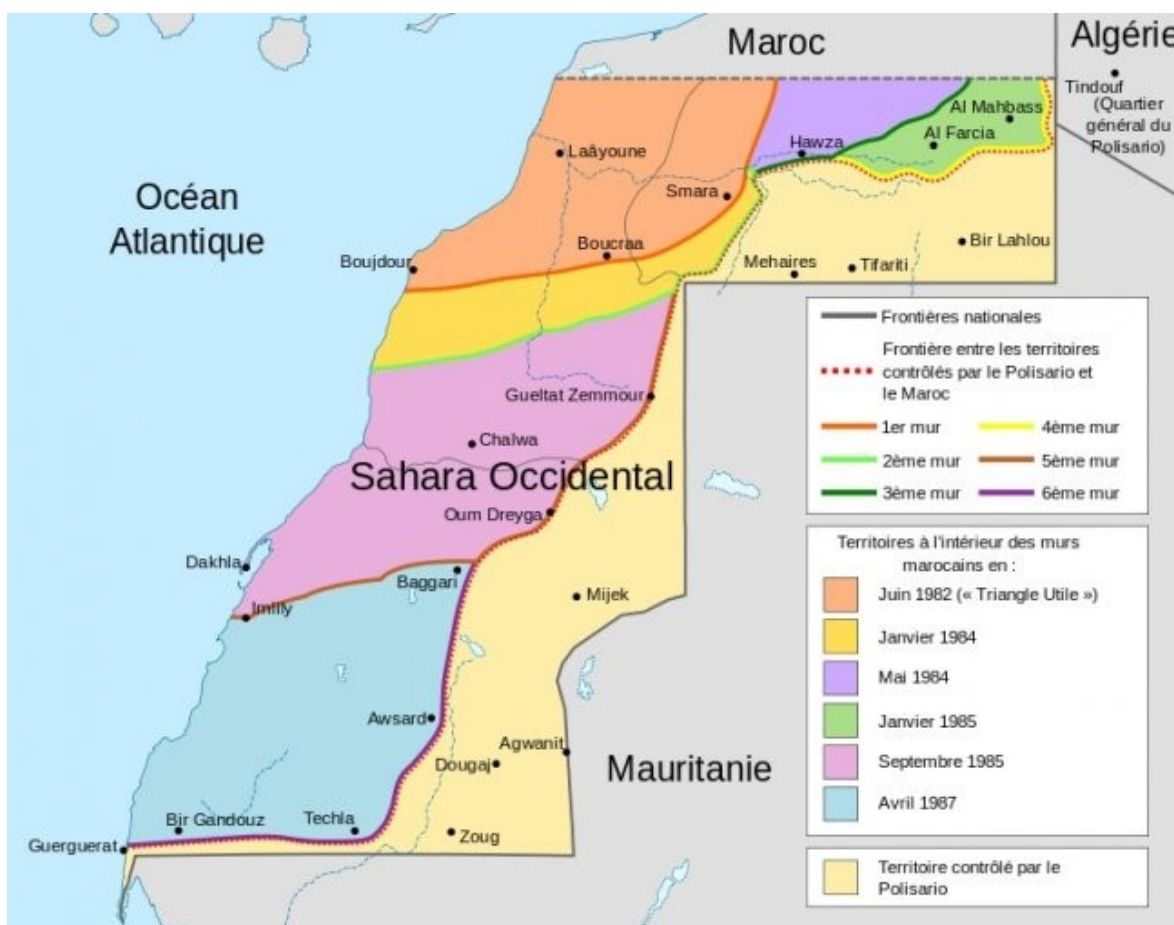 Maroc
Algérie
Tindouf
(Quartier
général du
Polisario)
Al Mahbass
Al Farcia
Hawza
Laâyoune
Smara
Océan
Atlantique
Boucraa
Boujdour
Bir Lahlou
Mehaires
Tifariti
Gueltat Zemmour
Chalwa
Sahara Occidental
Oum Dreyga
Dakhla
Baggari
Imlily
Mijek
Awsard
Agwanit
Dougaj
Mauritanie
Bir Gandouz
Techla
Zoug
Guerguerat
Frontières nationales
Frontière entre les territoires
contrôlés par le Polisario et
le Maroc
1er mur
4ème mur
2ème mur
5ème mur
3ème mur
6ème mur
Territoires à l'intérieur des murs
marocains en :
Juin 1982 (« Triangle Utile »)
Janvier 1984
Mai 1984
Janvier 1985
Septembre 1985
Avril 1987
Territoire contrôlé par le
Polisario